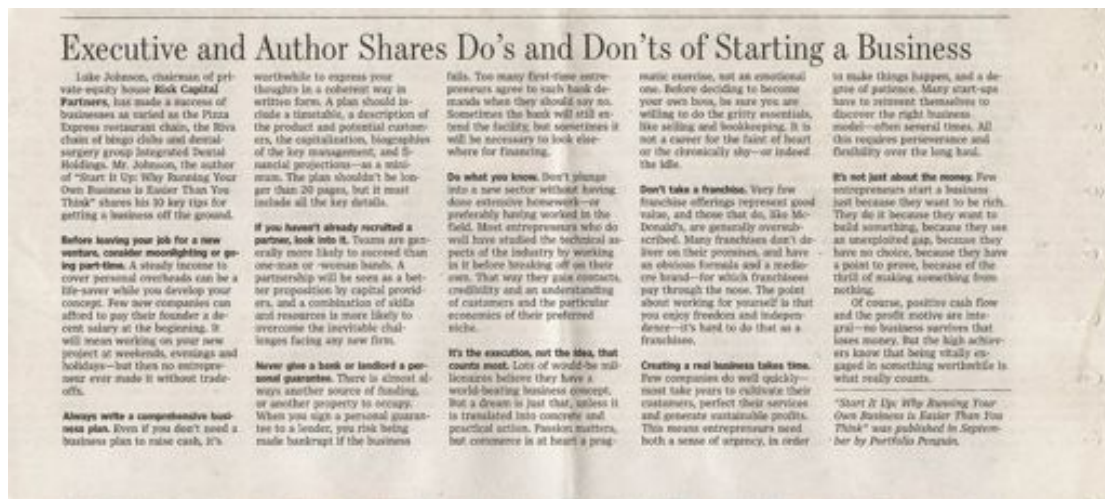 Executive and Author Shares Do's and Don'ts of Starting a Business
Luke Johnson, chairman of pri-
vate-equity house Risk Capital
Partners, has made a success of
businesses as varied as the Pizza
Express restaurant chain, the Riva
chain of bingo clubs and dental-
surgery group Integrated Dental
Holdings. Mr. Johnson, the author
of "Start It Up: Why Running Your
Own Business is Easier Than You
Think" shares his 10 key tips for
getting a business off the ground.
Before leaving your job for a new
venture, consider moonlighting or go-
ing part-time. A steady income to
cover personal overheads can be a
life-saver while you develop your
concept. Few new companies can
afford to pay their founder a de-
cent salary at the beginning. It
will mean working on your new
project at weekends, evenings and
holidays—but then no entrepre-
neur ever made it without trade-
offs.
Always write a comprehensive busi-
ness plan. Even if you don't need a
business plan to raise cash, it's
worthwhile to express your
thoughts in a coherent way in
written form. A plan should in-
clude a timetable, a description of
the product and potential custom-
ers, the capitalization, biographies
of the key management, and fi-
nancial projections—as a mini-
mum. The plan shouldn't be lon-
ger than 20 pages, but it must
include all the key details.
If you haven't already recruited a
partner, look into it. Teams are gen-
erally more likely to succeed than
one-man or -woman bands. A
partnership will be seen as a bet-
ter proposition by capital provid-
ers, and a combination of skills
and resources is more likely to
overcome the inevitable chal-
lenges facing any new firm.
Never give a bank or landlord a per-
sonal guarantee. There is almost al-
ways another source of funding,
or another property to occupy.
When you sign a personal guaran-
tee to a lender, you risk being
made bankrupt if the business
fails. Too many first-time entre-
preneurs agree to such bank de-
mands when they should say no.
Sometimes the bank will still ex-
tend the facility, but sometimes it
will be necessary to look else-
where for financing.
Do what you know. Don't plunge
into a new sector without having
done extensive homework—or
preferably having worked in the
field. Most entrepreneurs who do
well have studied the technical as-
pects of the industry by working
in it before breaking off on their
own. That way they gain contacts,
credibility and an understanding
of customers and the particular
economics of their preferred
niche.
It's the execution, not the idea, that
counts most. Lots of would-be mil-
lionaires believe they have a
world-beating business concept.
But a dream is just that, unless it
is translated into concrete and
practical action. Passion matters,
but commerce is at heart a prag-
matic exercise, not an emotional
one. Before deciding to become
your own boss, be sure you are
willing to do the gritty essentials,
like selling and bookkeeping. It is
not a career for the faint of heart
or the chronically shy—or indeed
the idle.
Don't take a franchise. Very few
franchise offerings represent good
value, and those that do, like Mc-
Donald's, are generally oversub-
scribed. Many franchises don't de-
liver on their promises, and have
an obvious formula and a medio-
cre brand—for which franchisees
pay through the nose. The point
about working for yourself is that
you enjoy freedom and indepen-
dence—it's hard to do that as a
franchisee.
Creating a real business takes time.
Few companies do well quickly—
most take years to cultivate their
customers, perfect their services
and generate sustainable profits.
This means entrepreneurs need
both a sense of urgency, in order
to make things happen, and a de-
gree of patience. Many start-ups
have to reinvent themselves to
discover the right business
model—often several times. All
this requires perseverance and
flexibility over the long haul.
It's not just about the money. Few
entrepreneurs start a business
just because they want to be rich.
They do it because they want to
build something, because they see
an unexploited gap, because they
have no choice, because they have
a point to prove, because of the
thrill of making something from
nothing.
Of course, positive cash flow
and the profit motive are inte-
gral—no business survives that
loses money. But the high achiev-
ers know that being vitally en-
gaged in something worthwhile is
what really counts.
"Start It Up: Why Running Your
Own Business is Easier Than You
Think" was published in Septem-
ber by Portfolio Penguin.